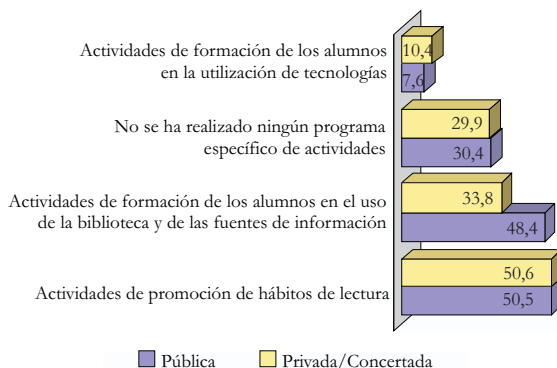 Actividades de formación de los alumnos
en la utilización de tecnologías
10,4
7,6
No se ha realizado ningún programa
específico de actividades
29,9
30,4
Actividades de formación de los alumnos en el uso
de la biblioteca y de las fuentes de información
33,8
48,4
Actividades de promoción de hábitos de lectura
50,6
50,5
Pública
Privada/Concertada